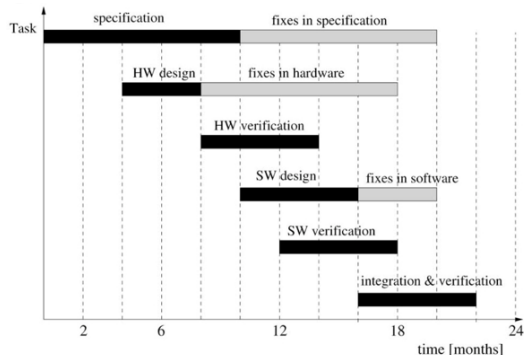 Task
specification fixes in specification
HW design fixes in hardware
HW verification
SW design fixes in software
SW verification
integration & verification
2 6 12 18 24
time [months]